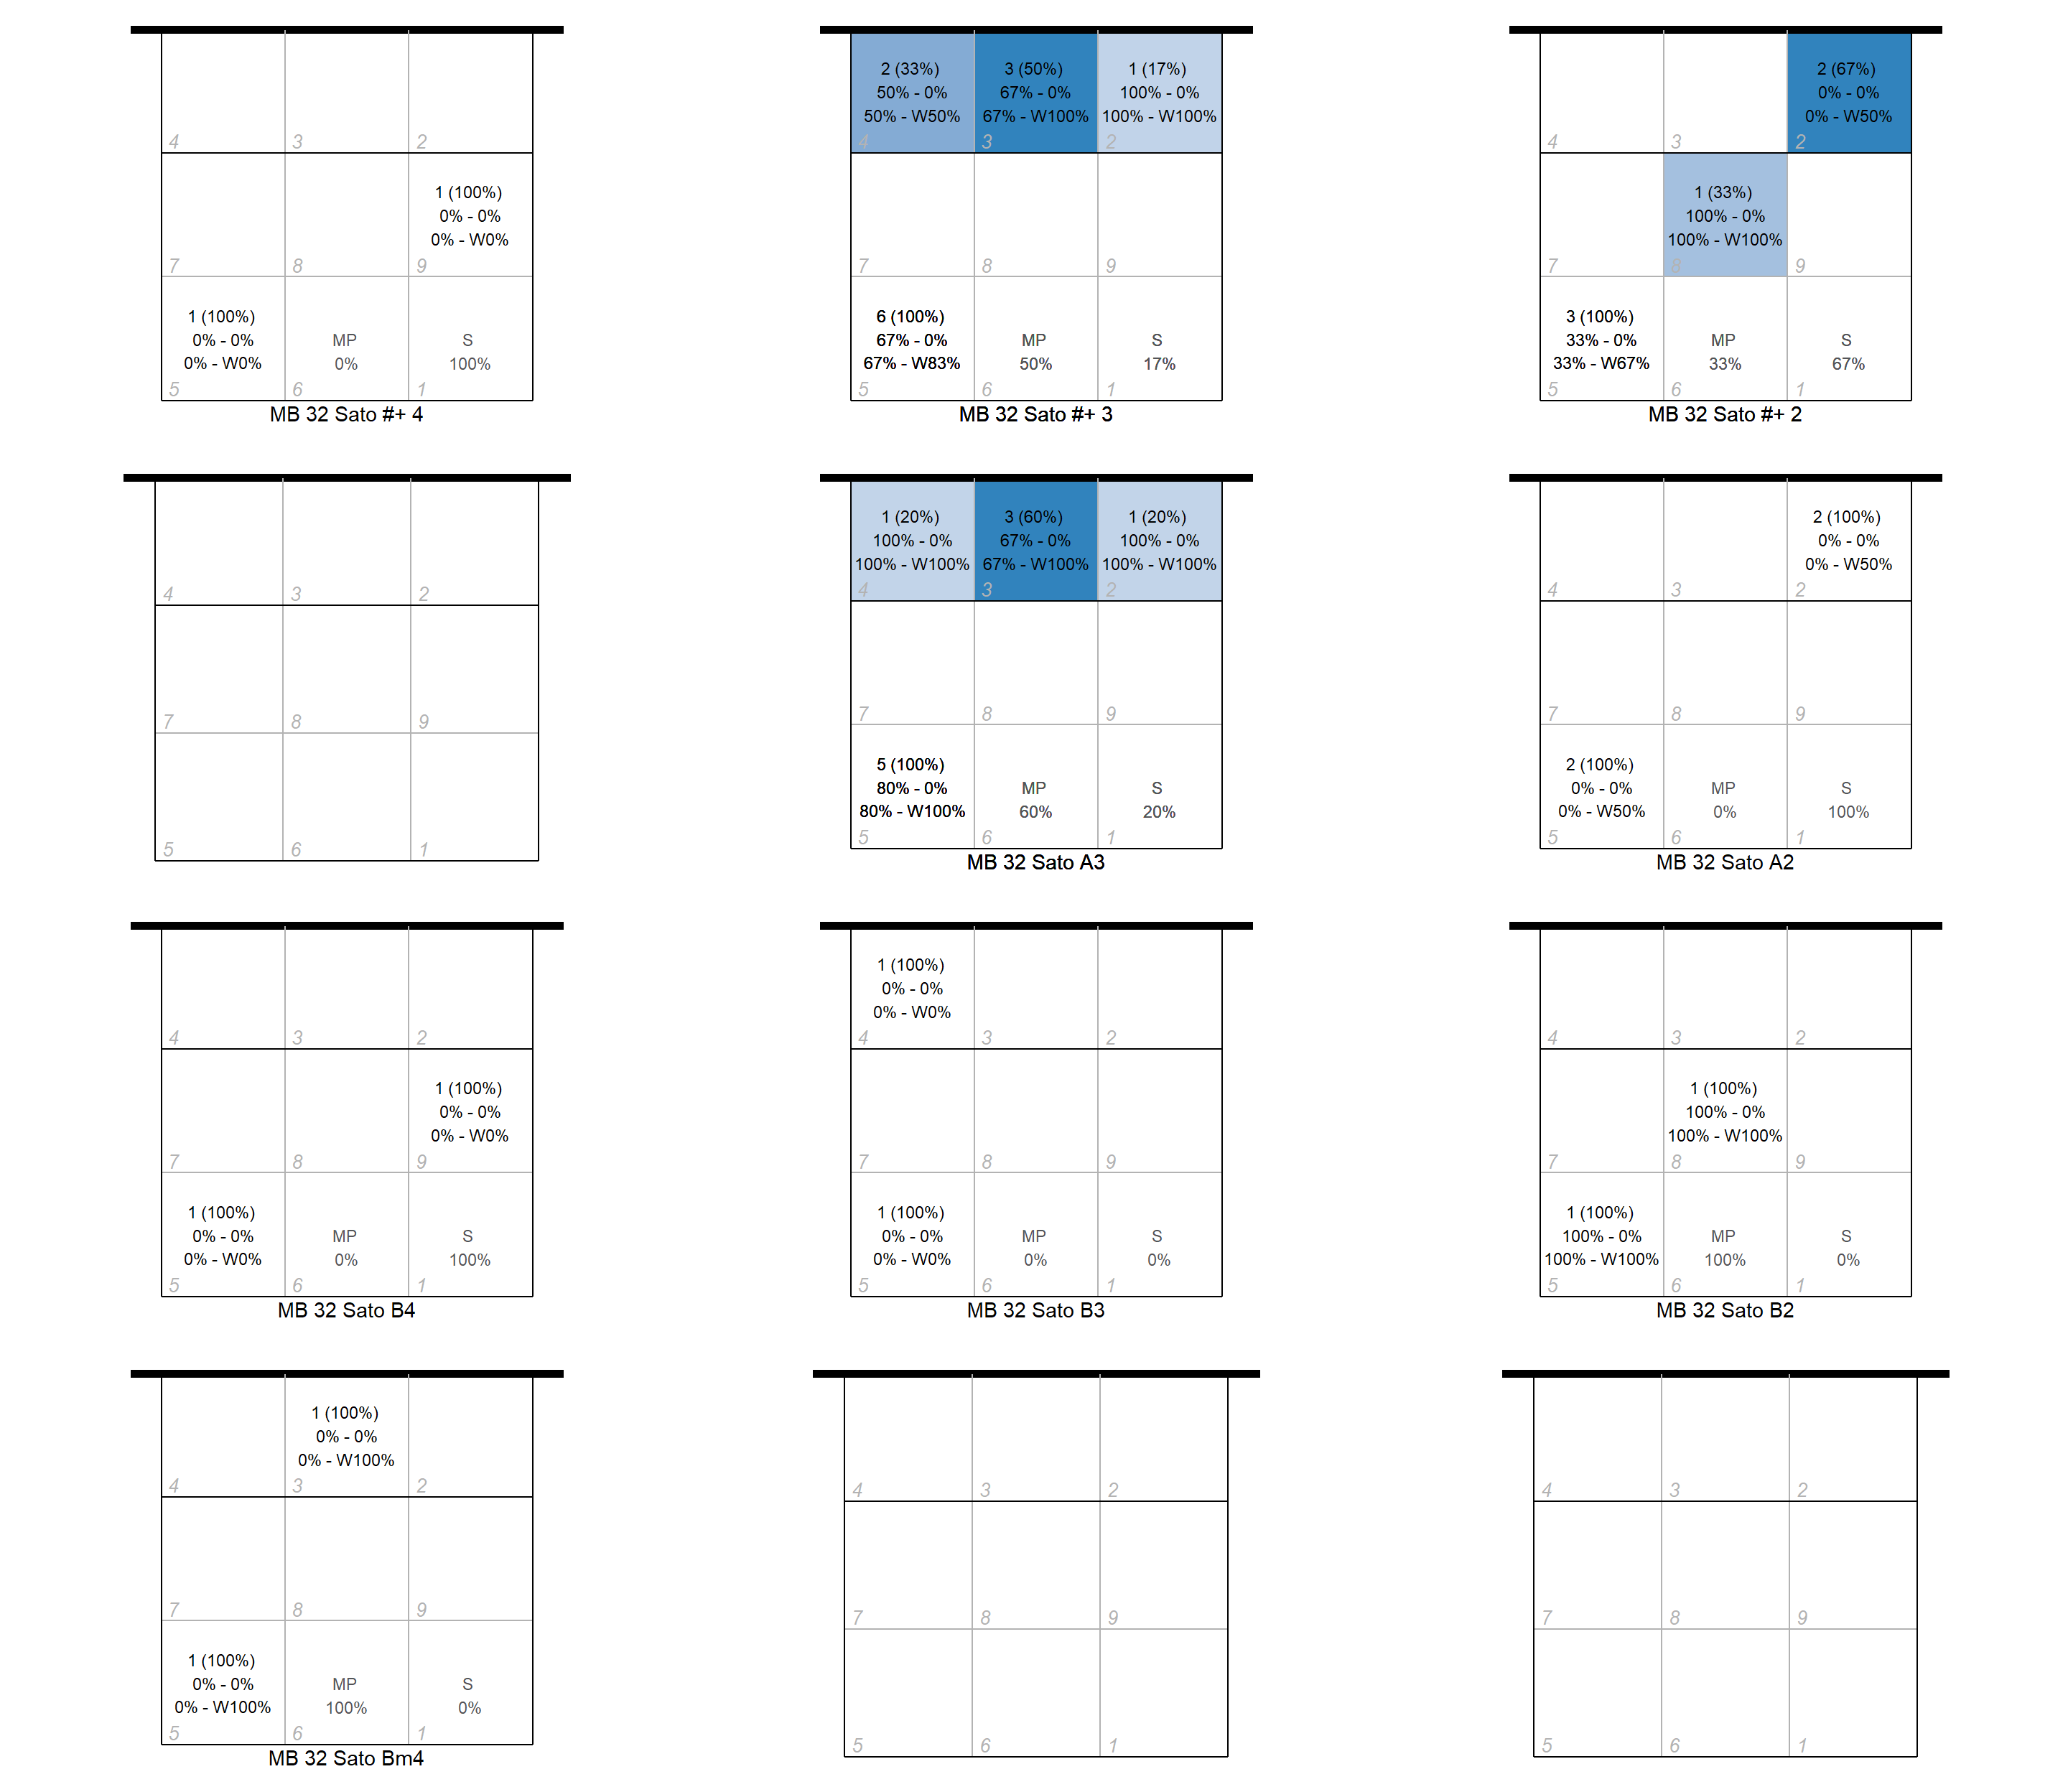 2 (33%) 3 (50%) 1 (17%) 2 (67%)
50% - 0% 67% - 0% 100% - 0% 0% - 0%
50% - W50% 67% - W100% 100% - W100% 0% - W50%
4 3 2 4 3 2 4 3 2
1 (100%) 1 (33%)
0% - 0% 100% - 0%
0% - W0% 100% - W100%
7 8 9 7 8 9 7 8 9
1 (100%) 6 (100%) 3 (100%)
0% - 0% MP S 67% - 0% MP S 33% - 0% MP S
0% - W0% 0% 100% 67% - W83% 50% 17% 33% - W67% 33% 67%
5 6 1 5 6 1 5 6 1
MB 32 Sato #+ 4 MB 32 Sato #+ 3 MB 32 Sato #+ 2
1 (20%) 3 (60%) 1 (20%) 2 (100%)
100% - 0% 67% - 0% 100% - 0% 0% - 0%
100% - W100% 67% - W100% 100% - W100% 0% - W50%
4 3 2 4 3 2 4 3 2
7 8 9 7 8 9 7 8 9
5 (100%) 2 (100%)
80% - 0% MP S 0% - 0% MP S
80% - W100% 60% 20% 0% - W50% 0% 100%
5 6 1 5 6 1 5 6 1
MB 32 Sato A3 MB 32 Sato A2
1 (100%)
0% - 0%
0% - W0%
4 3 2 4 3 2 4 3 2
1 (100%) 1 (100%)
0% - 0% 100% - 0%
0% - W0% 100% - W100%
7 8 9 7 8 9 7 8 9
1 (100%) 1 (100%) 1 (100%)
0% - 0% MP S 0% - 0% MP S 100% - 0% MP S
0% - W0% 0% 100% 0% - W0% 0% 0% 100% - W100% 100% 0%
5 6 1 5 6 1 5 6 1
MB 32 Sato B4 MB 32 Sato B3 MB 32 Sato B2
1 (100%)
0% - 0%
0% - W100%
4 3 2 4 3 2 4 3 2
7 8 9 7 8 9 7 8 9
1 (100%)
0% - 0% MP S
0% - W100% 100% 0%
5 6 1 5 6 1 5 6 1
MB 32 Sato Bm4